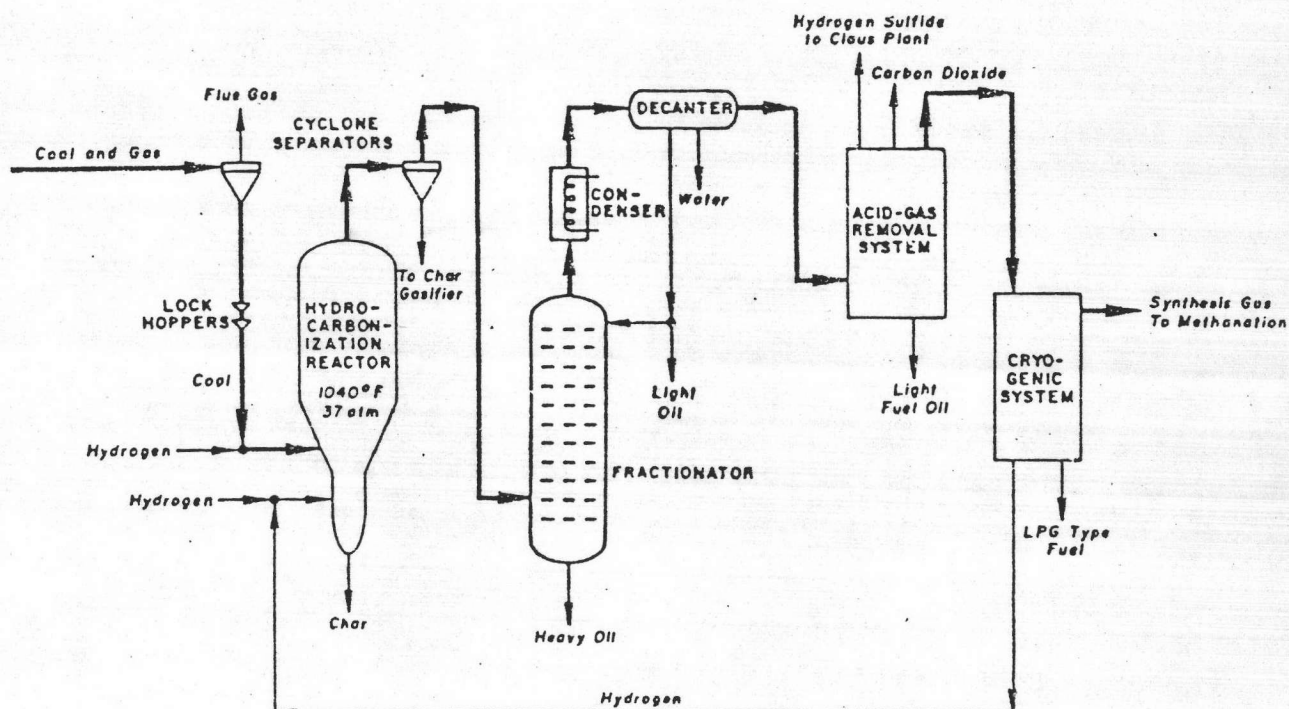 Hydrogen Sulfide
to Claus Plant
Carbon Dioxide
Flue Gas
DECANTER
CYCLONE
SEPARATORS
Coal and Gas
CON-
DENSER
Water
ACID-GAS
REMOVAL
SYSTEM
To Char
Gasifier
LOCK
HOPPERS
HYDRO-
CARBON-
IZATION
REACTOR
1040°F
37 atm
Synthesis Gas
To Methanation
CRYO-
GENIC
SYSTEM
Coal
Light
Oil
Light
Fuel Oil
Hydrogen
FRACTIONATOR
Hydrogen
LPG Type
Fuel
Char
Heavy Oil
Hydrogen